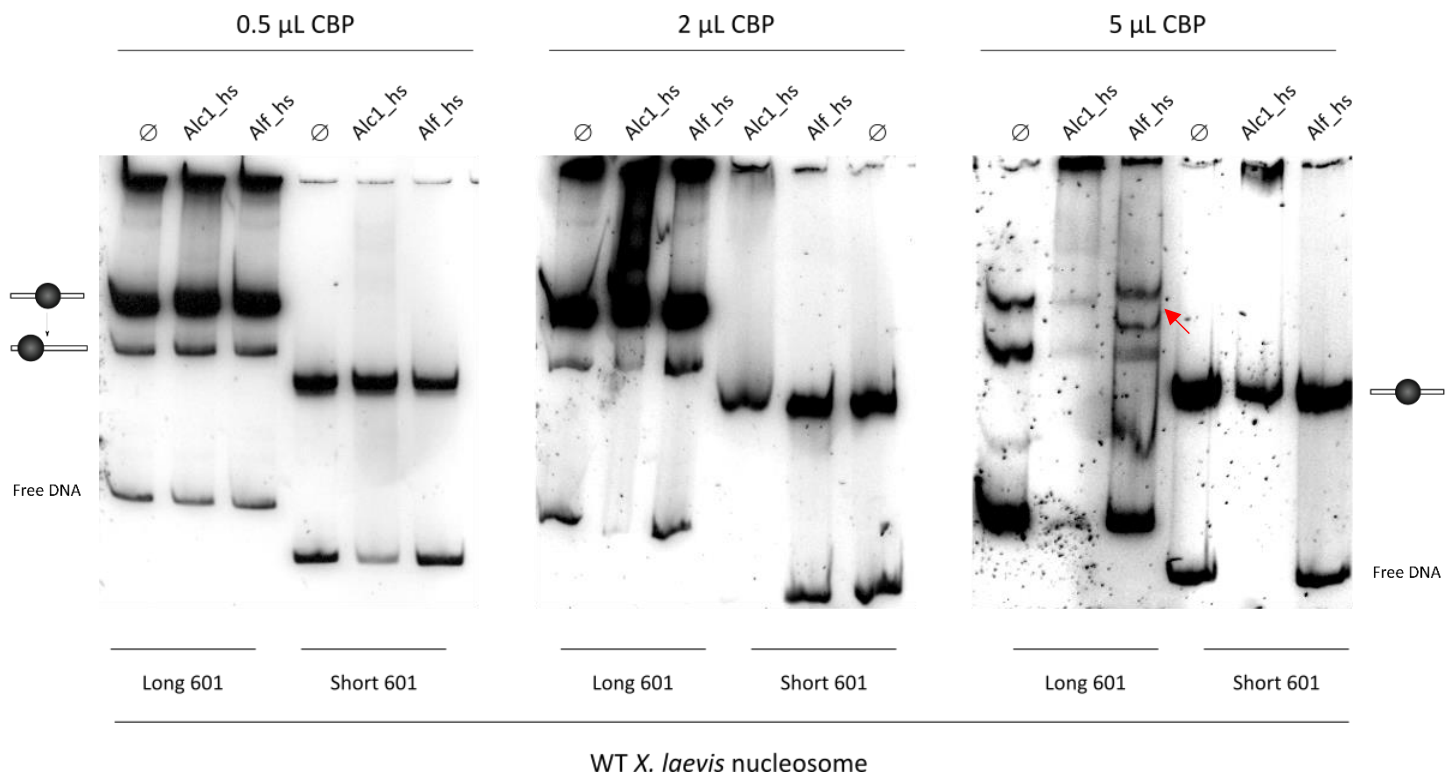 0.5 µL CBP
2 µL CBP
5 µL CBP
∅ Alc1_hs Alf_hs ∅ Alc1_hs Alf_hs
∅ Alc1_hs Alf_hs Alc1_hs Alf_hs ∅
∅ Alc1_hs Alf_hs ∅ Alc1_hs Alf_hs
Free DNA
Free DNA
Long 601
Short 601
Long 601
Short 601
Long 601
Short 601
WT X. laevis nucleosome